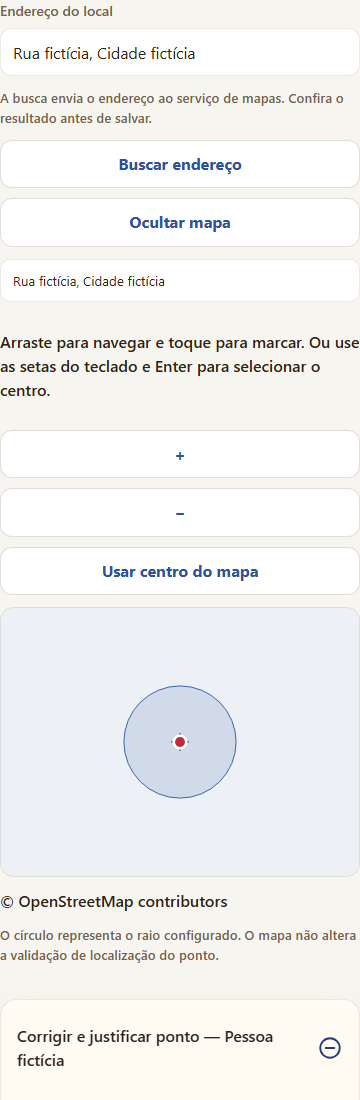 Endereço do local
Rua fictícia, Cidade fictícia
A busca envia o endereço ao serviço de mapas. Confira o
resultado antes de salvar.
Buscar endereço
Ocultar mapa
Rua fictícia, Cidade fictícia
Arraste para navegar e toque para marcar. Ou use
as setas do teclado e Enter para selecionar o
centro.
+
−
Usar centro do mapa
© OpenStreetMap contributors
O círculo representa o raio configurado. O mapa não altera
a validação de localização do ponto.
Corrigir e justificar ponto — Pessoa
fictícia